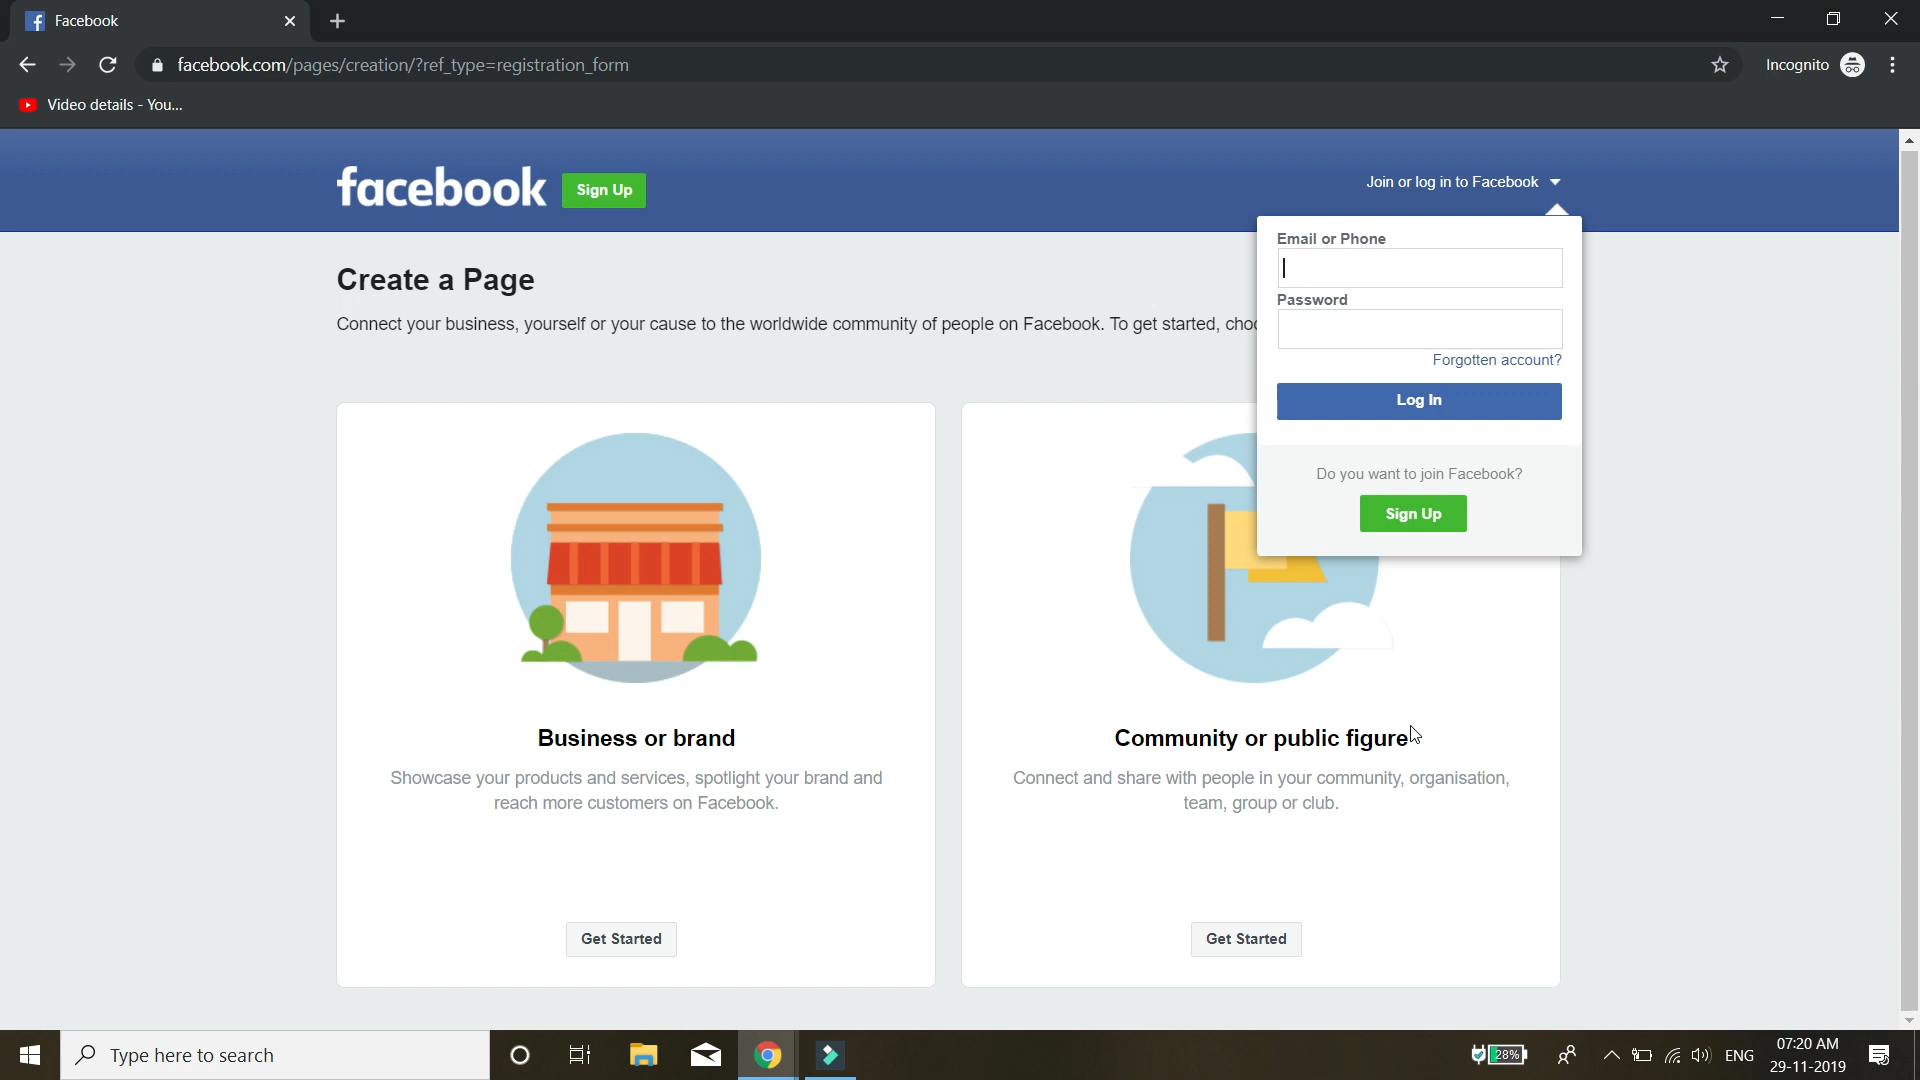 Facebook
facebook.com/pages/creation/?ref_type=registration_form
Incognito
Video details - You...
facebook
Sign Up
Join or log in to Facebook
Email or Phone
Password
Forgotten account?
Log In
Do you want to join Facebook?
Sign Up
Create a Page
Connect your business, yourself or your cause to the worldwide community of people on Facebook. To get started,
Business or brand
Showcase your products and services, spotlight your brand and
reach more customers on Facebook.
Get Started
Community or public figure
Connect and share with people in your community, organisation,
team, group or club.
Get Started
Type here to search
28%
ENG
07:20 AM
29-11-2019